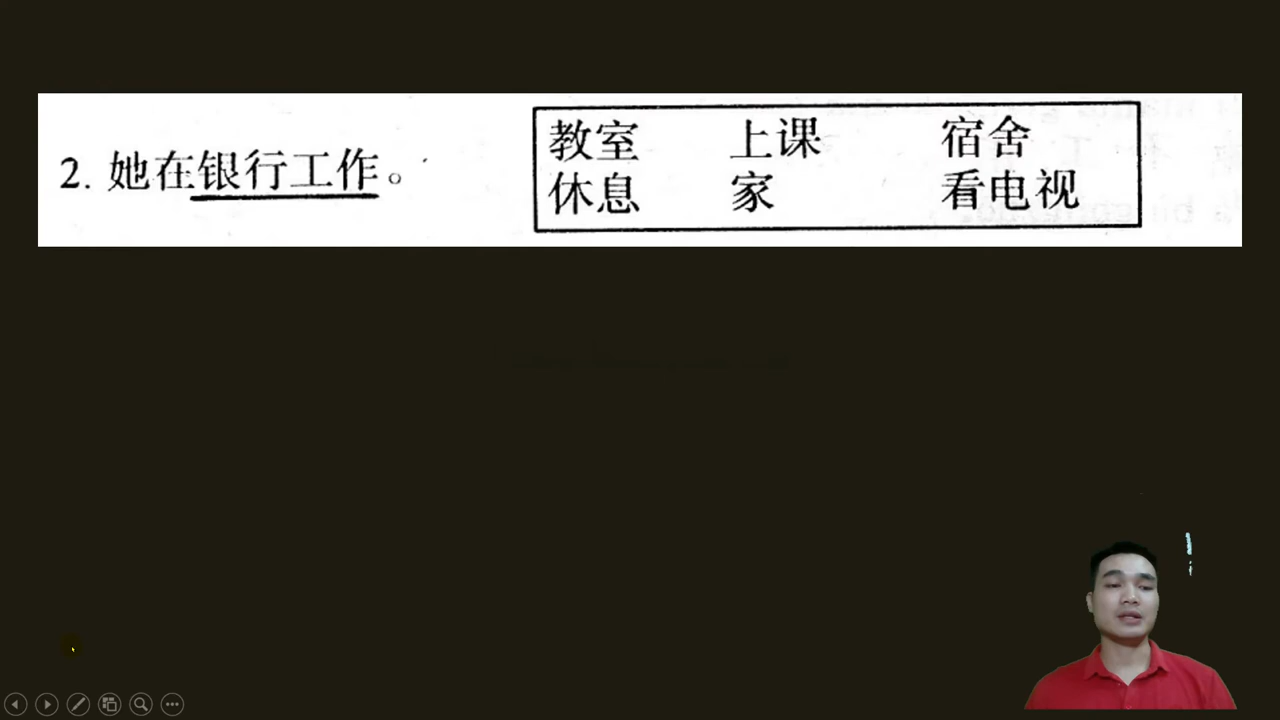 2. 她在银行工作。
教室 上课 宿舍
休息 家 看电视